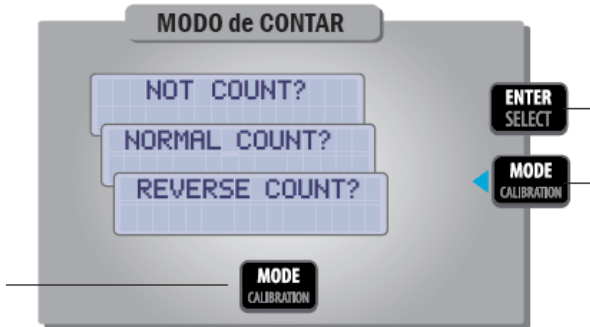 MODO de CONTAR
NOT COUNT?
NORMAL COUNT?
REVERSE COUNT?
ENTER
SELECT
MODE
CALIBRATION
MODE
CALIBRATION